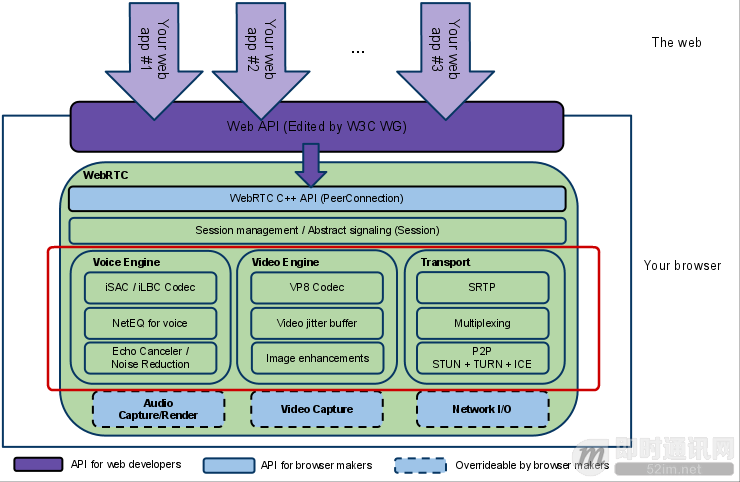 Your web
app #1
Your web
app #2
...
Your web
app #3
The web
Web API (Edited by W3C WG)
WebRTC
WebRTC C++ API (PeerConnection)
Session management / Abstract signaling (Session)
Your browser
Voice Engine
iSAC / iLBC Codec
NetEQ for voice
Echo Canceler /
Noise Reduction
Video Engine
VP8 Codec
Video jitter buffer
Image enhancements
Transport
SRTP
Multiplexing
P2P
STUN + TURN + ICE
Audio
Capture/Render
Video Capture
Network I/O
API for web developers
API for browser makers
Overrideable by browser makers
m
即时通讯网
52im.net